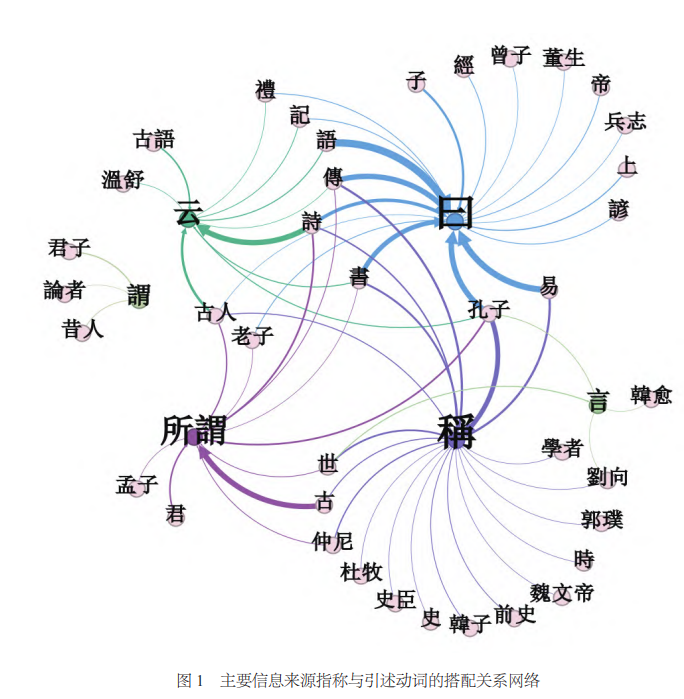 曾子
董生
經
子
帝
禮
記
兵志
古語
語
上
傳
溫舒
云
曰
諺
詩
君子
書
易
論者
謂
古人
孔子
昔人
老子
言
韓愈
所謂
稱
學者
世
劉向
孟子
古
君
郭璞
仲尼
時
杜牧
魏文帝
史臣
史
韓子
前史
图 1 主要信息来源指称与引述动词的搭配关系网络